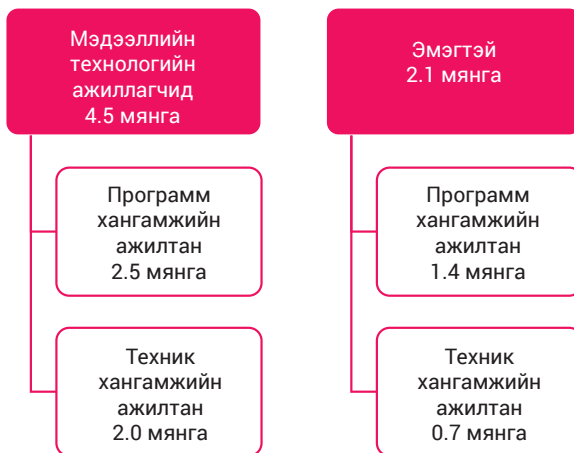 Мэдээллийн
технологийн
ажиллагчид
4.5 мянга
Программ
хангамжийн
ажилтан
2.5 мянга
Техник
хангамжийн
ажилтан
2.0 мянга
Эмэгтэй
2.1 мянга
Программ
хангамжийн
ажилтан
1.4 мянга
Техник
хангамжийн
ажилтан
0.7 мянга